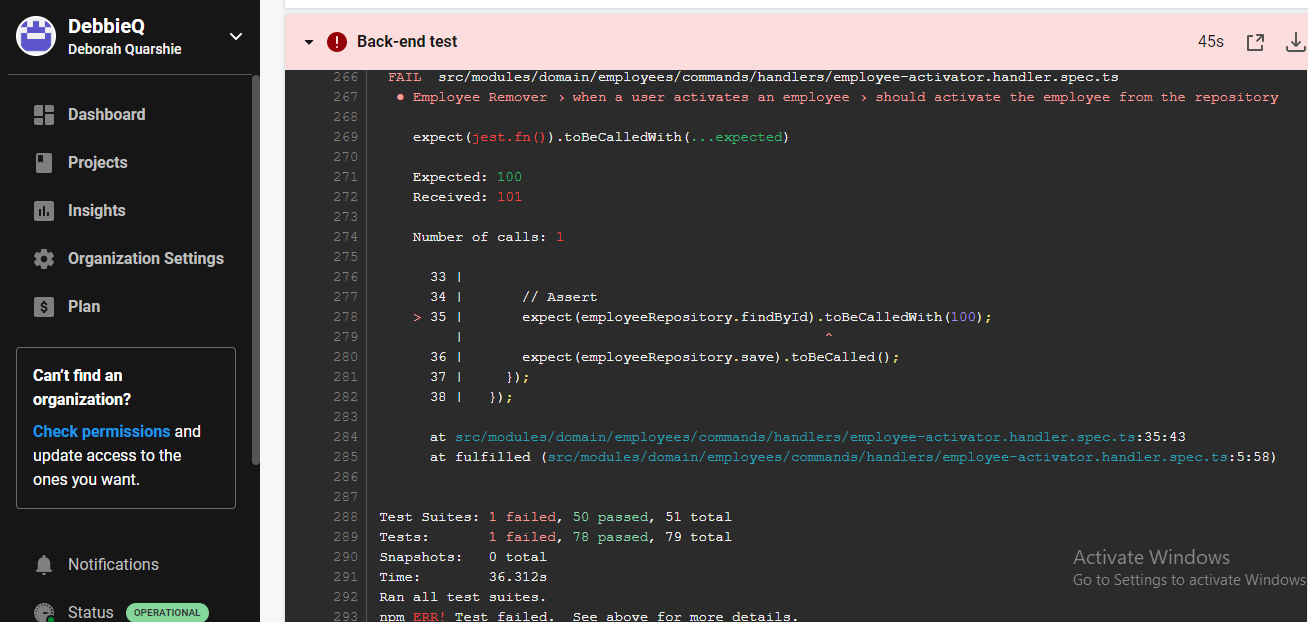 DebbieQ
Deborah Quarshie
Dashboard
Projects
Insights
Organization Settings
Plan
Can't find an
organization?
Check permissions and
update access to the
ones you want.
Notifications
Status OPERATIONAL
Back-end test 45s
266 FAIL src/modules/domain/employees/commands/handlers/employee-activator.handler.spec.ts
267 ● Employee Remover › when a user activates an employee › should activate the employee from the repository
268
269 expect(jest.fn()).toBeCalledWith(...expected)
270
271 Expected: 100
272 Received: 101
273
274 Number of calls: 1
275
276 33 |
277 34 | // Assert
278 > 35 | expect(employeeRepository.findById).toBeCalledWith(100);
279 | ^
280 36 | expect(employeeRepository.save).toBeCalled();
281 37 | });
282 38 | });
283
284 at src/modules/domain/employees/commands/handlers/employee-activator.handler.spec.ts:35:43
285 at fulfilled (src/modules/domain/employees/commands/handlers/employee-activator.handler.spec.ts:5:58)
286
287
288 Test Suites: 1 failed, 50 passed, 51 total
289 Tests: 1 failed, 78 passed, 79 total
290 Snapshots: 0 total
291 Time: 36.312s
292 Ran all test suites.
293 npm ERR! Test failed. See above for more details.
Activate Windows
Go to Settings to activate Windows